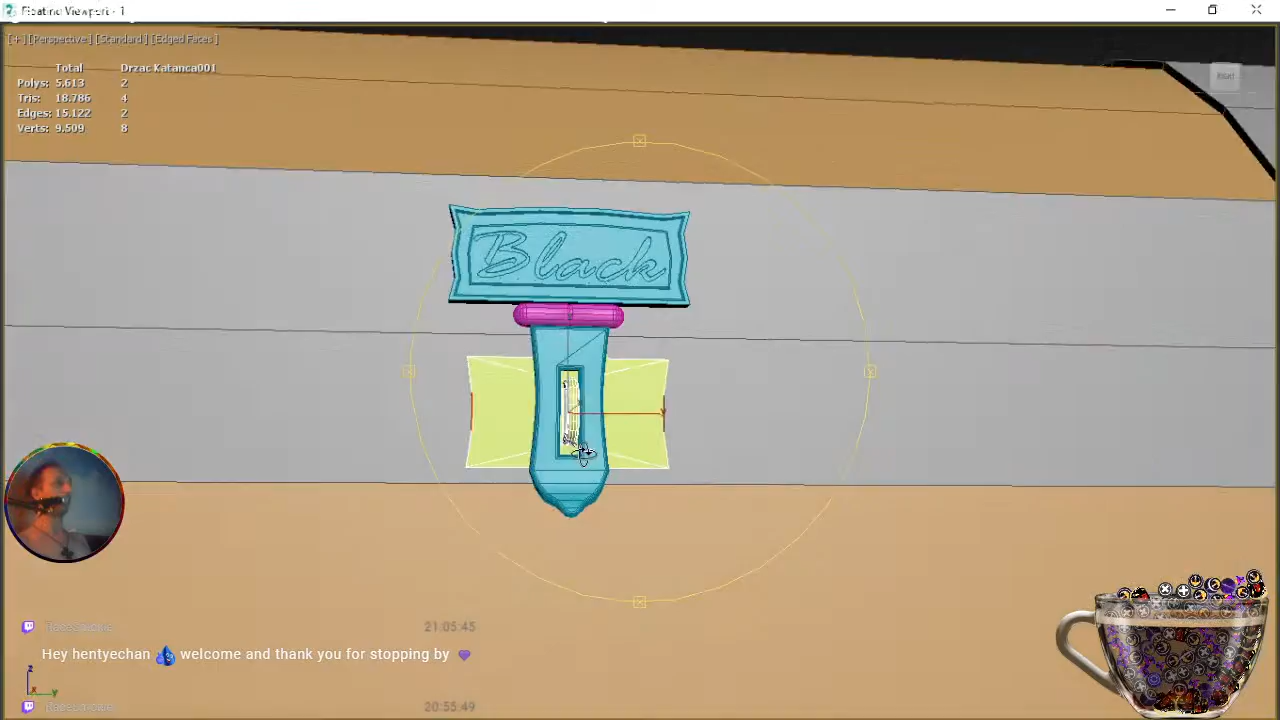 Floating Viewport - 1
[+][Perspective][Standard][Edged Faces]
Total Drzac Katanca001
Polys: 5.613 2
Tris: 18.786 4
Edges: 15.122 2
Verts: 9.509 8
Black
21:05:45
Hey hentyechan welcome and thank you for stopping by
20:55:49